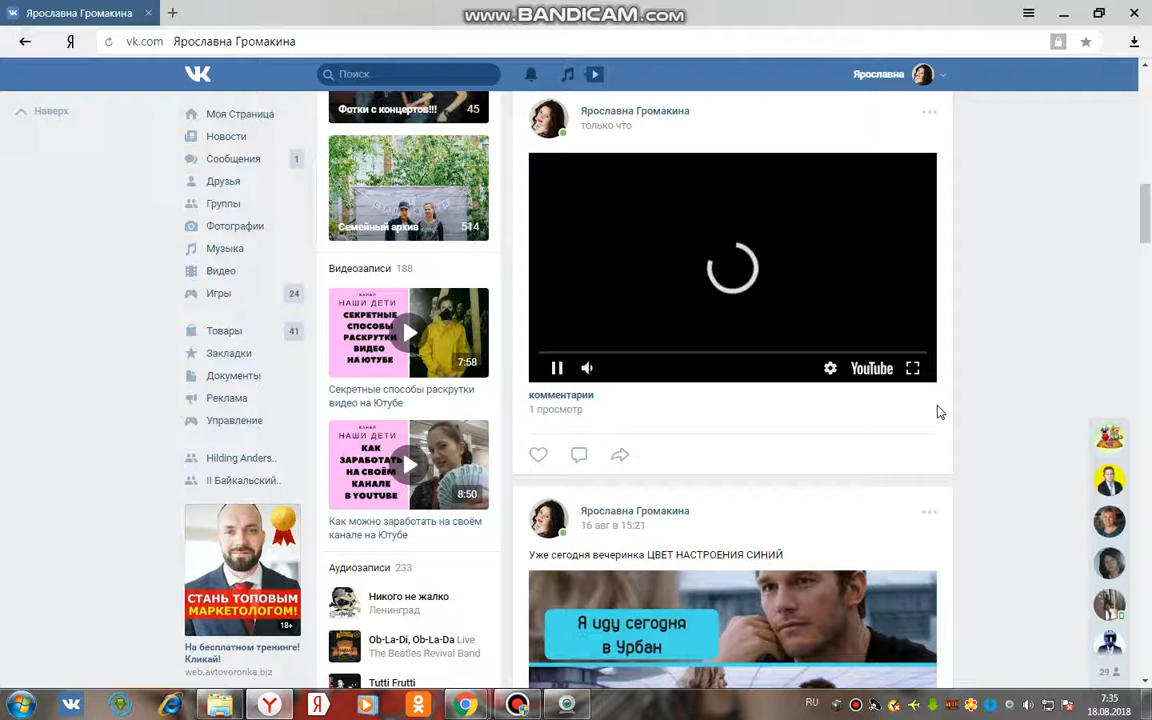 www.BANDICAM.com
Ярославна Громакина
Я
vk.com Ярославна Громакина
Поиск
Ярославна
Наверх
Моя Страница
Новости
Сообщения 1
Друзья
Группы
Фотографии
Музыка
Видео
Игры 24
Товары 41
Закладки
Документы
Реклама
Управление
Hilding Anders..
II Байкальский..
СТАНЬ ТОПОВЫМ
МАРКЕТОЛОГОМ!
18+
На бесплатном тренинге!
Кликай!
web.avtovoronka.biz
Фотки с концертов!!! 45
Семейный архив 514
Видеозаписи 188
КАНАЛ
НАШИ ДЕТИ
СЕКРЕТНЫЕ
СПОСОБЫ
РАСКРУТКИ
ВИДЕО
НА ЮТУБЕ
7:58
Секретные способы раскрутки
видео на Ютубе
КАНАЛ
НАШИ ДЕТИ
КАК
ЗАРАБОТАТЬ
НА СВОЁМ
КАНАЛЕ
В YOUTUBE
8:50
Как можно заработать на своём
канале на Ютубе
Аудиозаписи 233
Никого не жалко
Ленинград
Ob-La-Di, Ob-La-Da Live
The Beatles Revival Band
Tutti Frutti
Ярославна Громакина
только что
YouTube
комментарии
1 просмотр
Ярославна Громакина
16 авг в 15:21
Уже сегодня вечеринка ЦВЕТ НАСТРОЕНИЯ СИНИЙ
Я иду сегодня
в Урбан
29
RU
7:35
18.08.2018